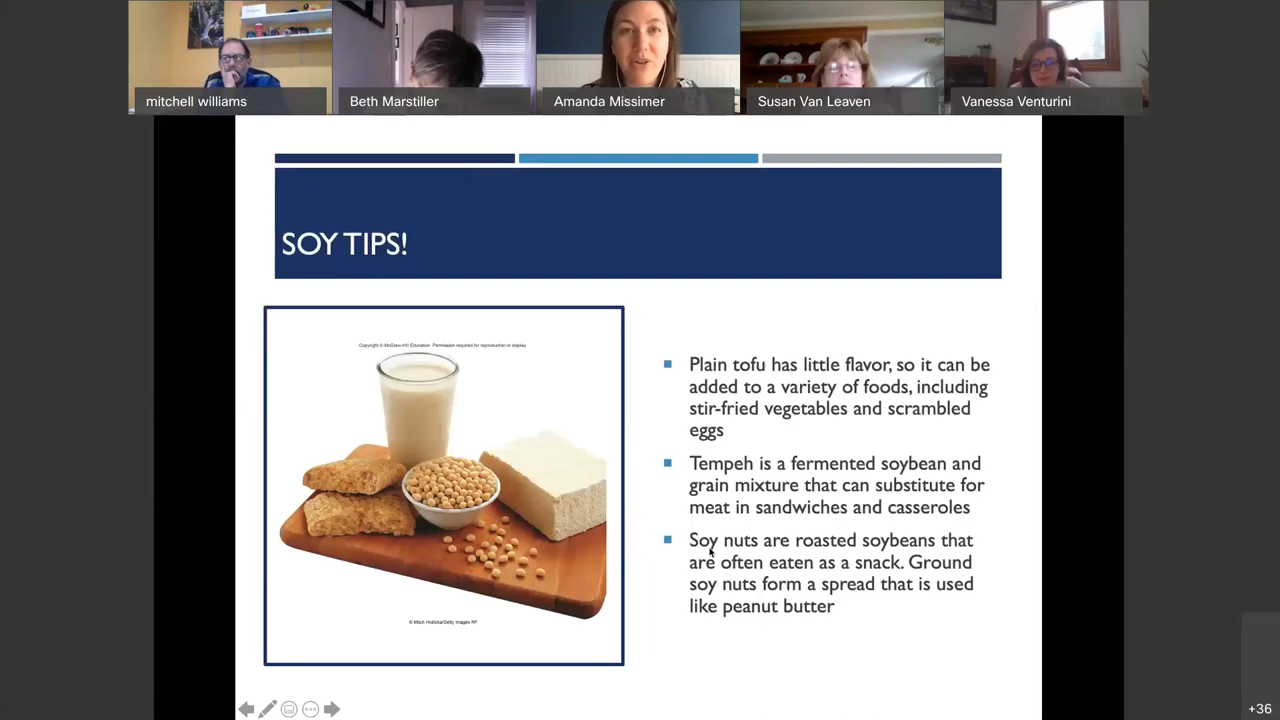 mitchell williams
Beth Marstiller
Amanda Missimer
Susan Van Leaven
Vanessa Venturini
SOY TIPS!
Copyright © McGraw-Hill Education. Permission required for reproduction or display
Plain tofu has little flavor, so it can be
added to a variety of foods, including
stir-fried vegetables and scrambled
eggs
Tempeh is a fermented soybean and
grain mixture that can substitute for
meat in sandwiches and casseroles
Soy nuts are roasted soybeans that
are often eaten as a snack. Ground
soy nuts form a spread that is used
like peanut butter
© Mitch Hrdlicka/Getty Images RF
+36